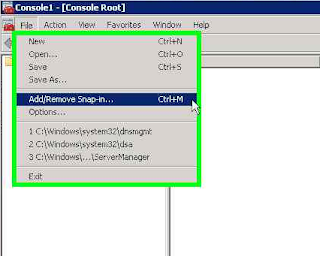 Console1 - [Console Root]
File Action View Favorites Window Help
New Ctrl+N
Open... Ctrl+O
Save Ctrl+S
Save As...
Add/Remove Snap-in... Ctrl+M
Options...
1 C:\Windows\system32\dnsmgmt
2 C:\Windows\system32\dsa
3 C:\Windows\...\ServerManager
Exit